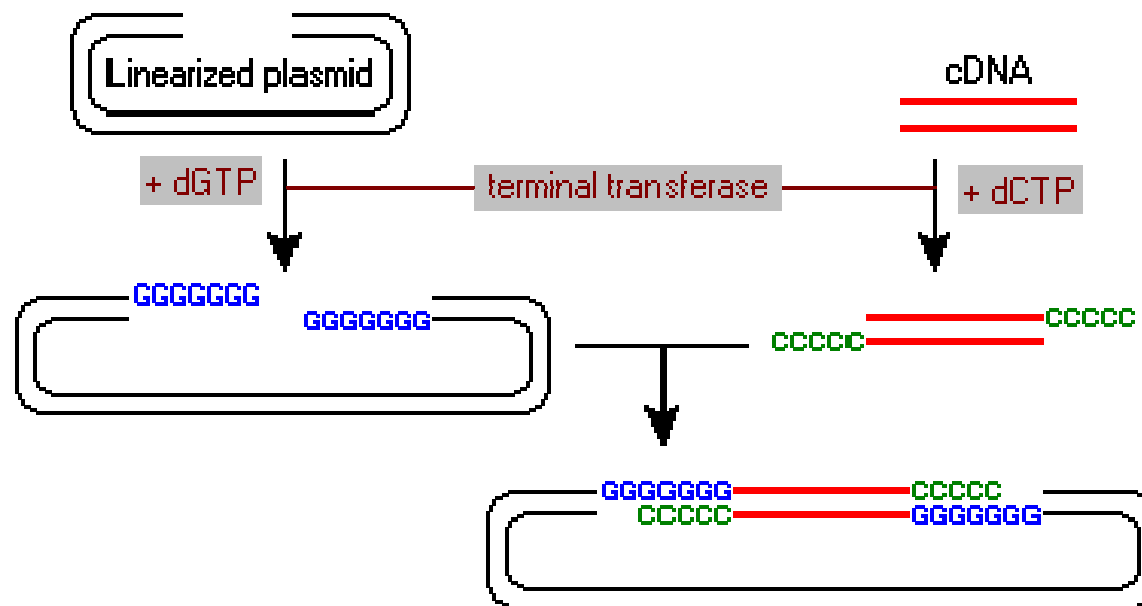 Linearized plasmid
cDNA
+ dGTP
terminal transferase
+ dCTP
GGGGGGG
GGGGGGG
CCCCC
CCCCC
GGGGGGG
CCCCC
CCCCC
GGGGGGG